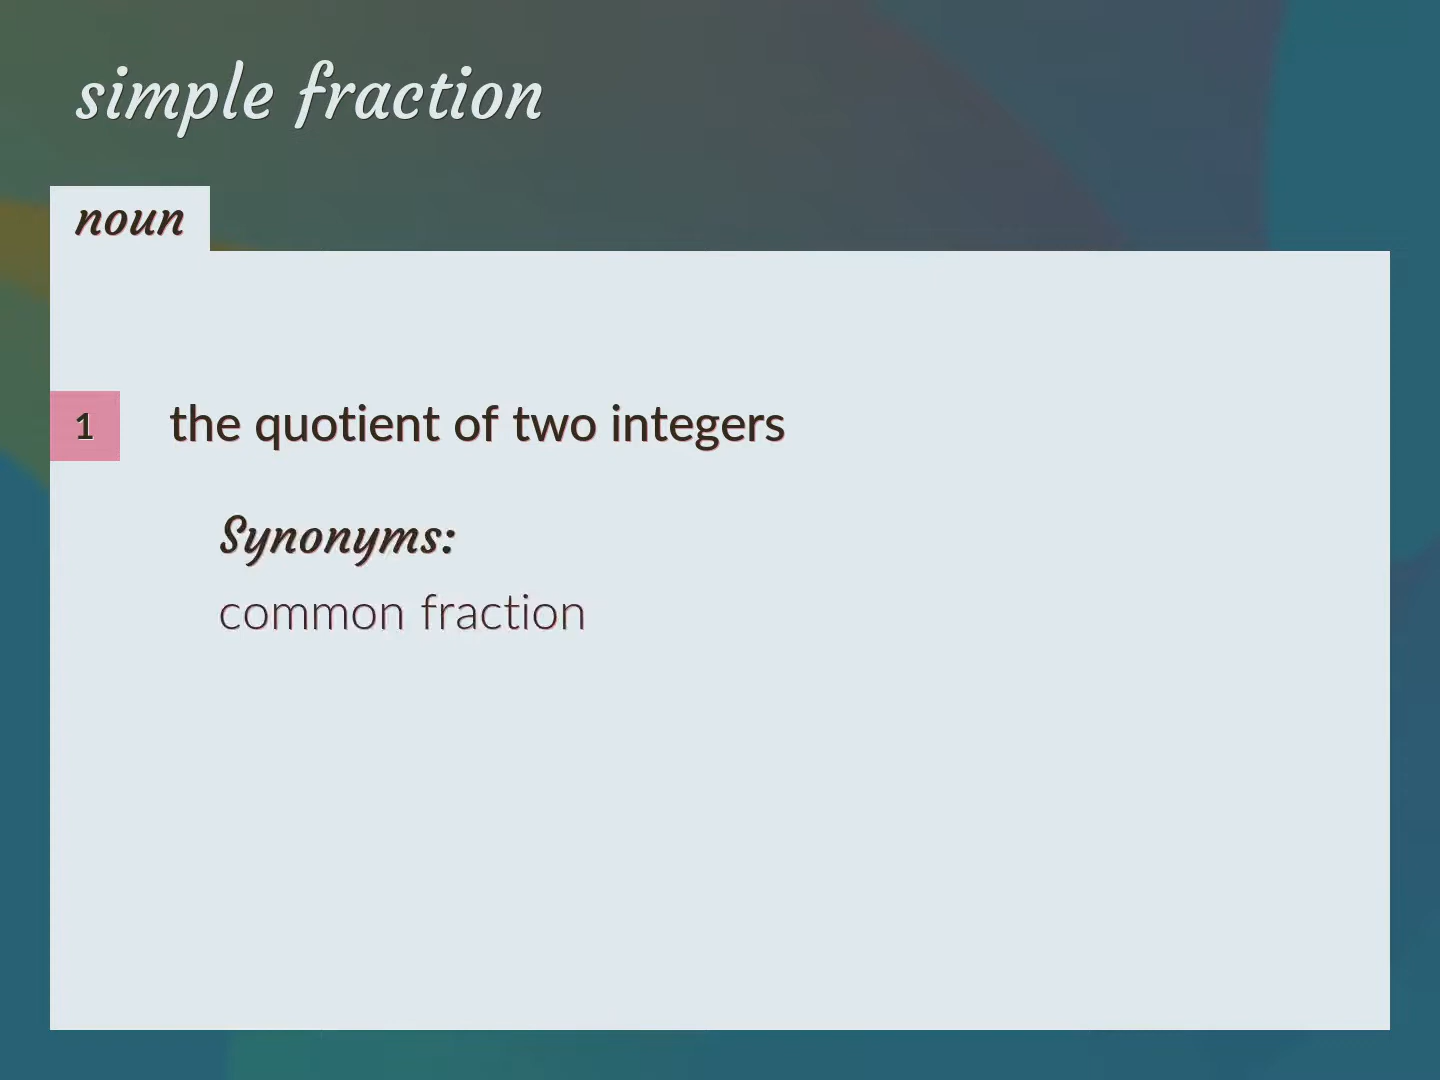 simple fraction
noun
1 the quotient of two integers
Synonyms:
common fraction